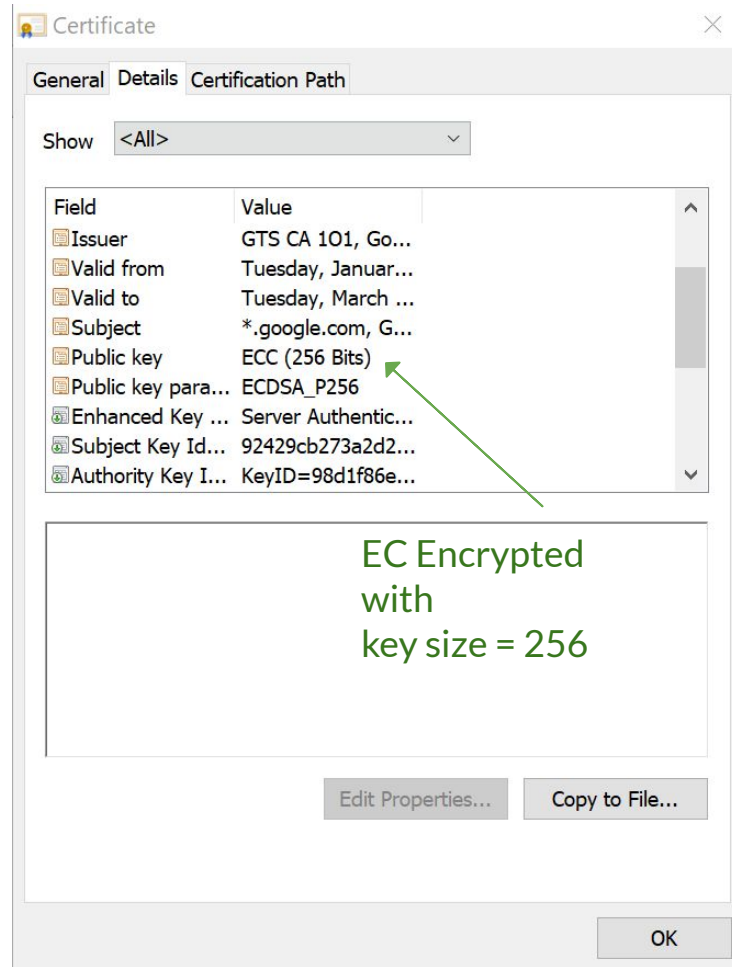 Certificate
General Details Certification Path
Show <All>
Field Value
Issuer GTS CA 1O1, Go...
Valid from Tuesday, Januar...
Valid to Tuesday, March ...
Subject *.google.com, G...
Public key ECC (256 Bits)
Public key para... ECDSA_P256
Enhanced Key ... Server Authentic...
Subject Key Id... 92429cb273a2d2...
Authority Key I... KeyID=98d1f86e...
EC Encrypted
with
key size = 256
Edit Properties... Copy to File...
OK